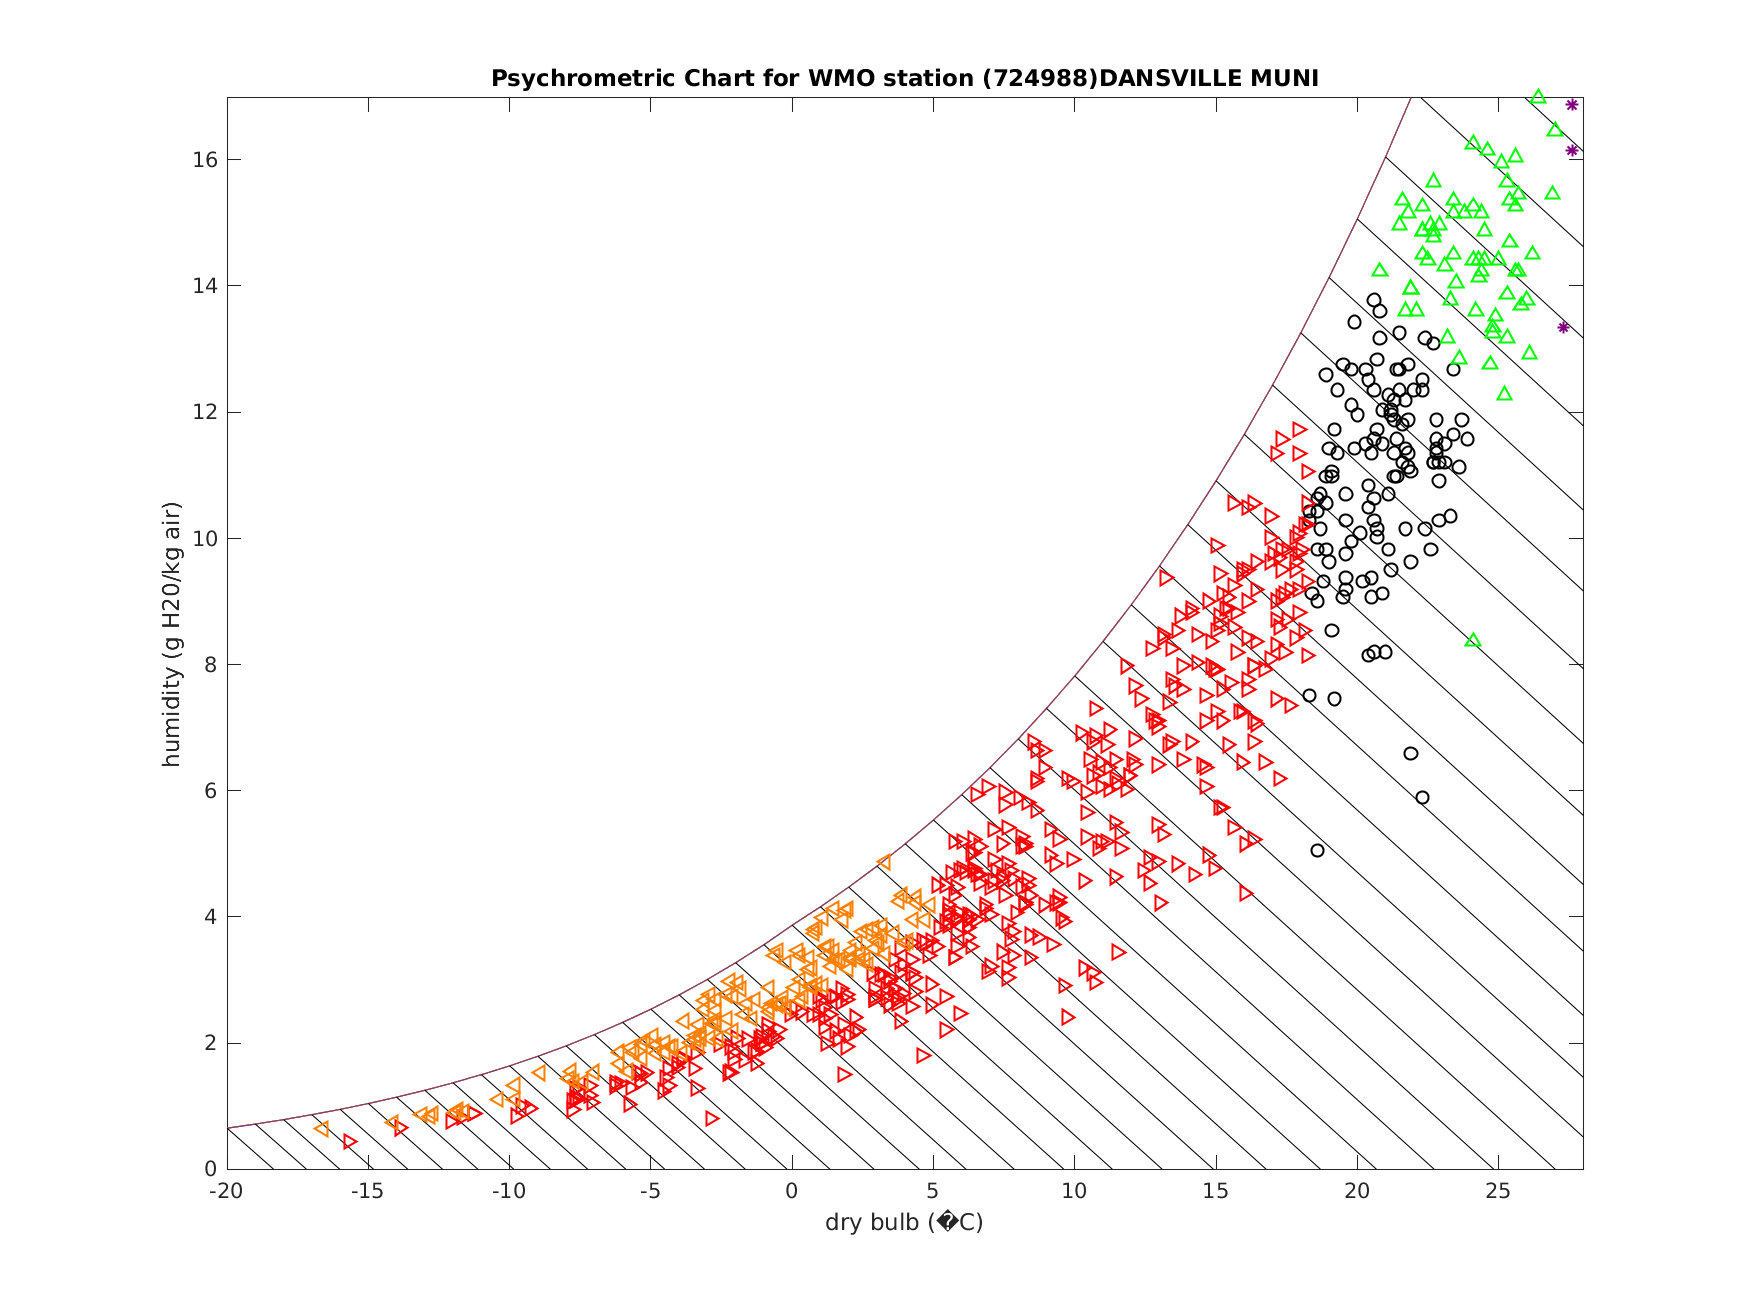 Psychrometric Chart for WMO station (724988)DANSVILLE MUNI
16
14
12
10
8
6
4
2
0
humidity (g H20/kg air)
-20 -15 -10 -5 0 5 10 15 20 25
dry bulb (�C)